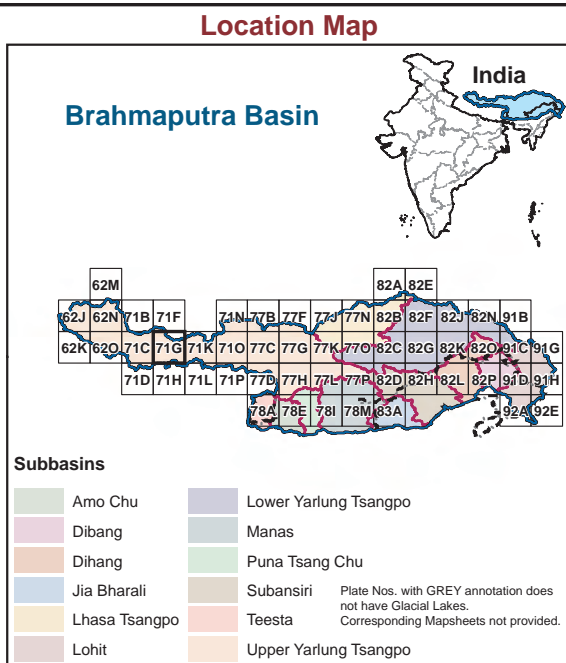 Location Map
India
Brahmaputra Basin
62M 82A 82E
62J 62N 71B 71F 71N 77B 77F 77J 77N 82B 82F 82J 82N 91B
62K 62O 71C 71G 71K 71O 77C 77G 77K 77O 82C 82G 82K 82O 91C 91G
71D 71H 71L 71P 77D 77H 77L 77P 82D 82H 82L 82P 91D 91H
78A 78E 78I 78M 83A 92A 92E
Subbasins
Amo Chu
Dibang
Dihang
Jia Bharali
Lhasa Tsangpo
Lohit
Lower Yarlung Tsangpo
Manas
Puna Tsang Chu
Subansiri
Teesta
Upper Yarlung Tsangpo
Plate Nos. with GREY annotation does
not have Glacial Lakes.
Corresponding Mapsheets not provided.